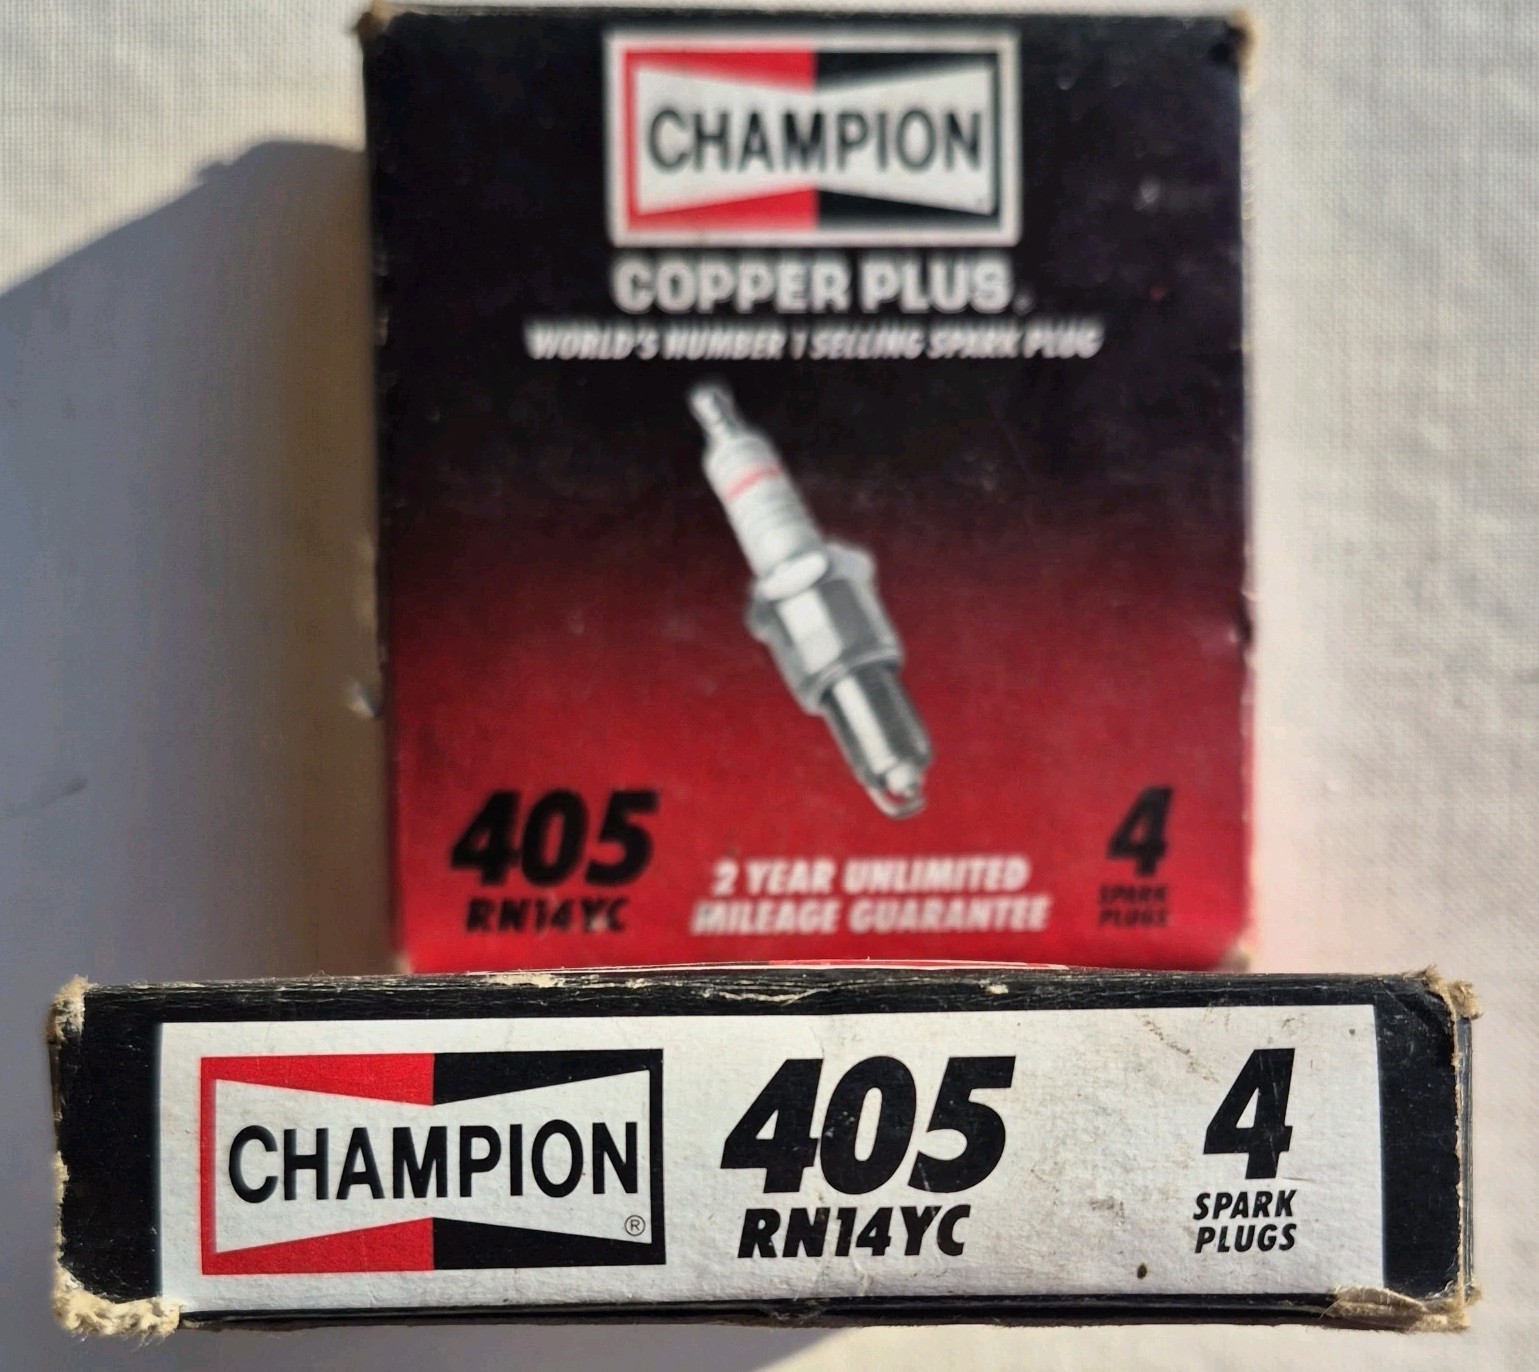 CHAMPION
COPPER PLUS
WORLD'S NUMBER 1 SELLING SPARK PLUG
405
RN14YC
2 YEAR UNLIMITED
MILEAGE GUARANTEE
4
SPARK
PLUGS
CHAMPION®
405
RN14YC
4
SPARK
PLUGS